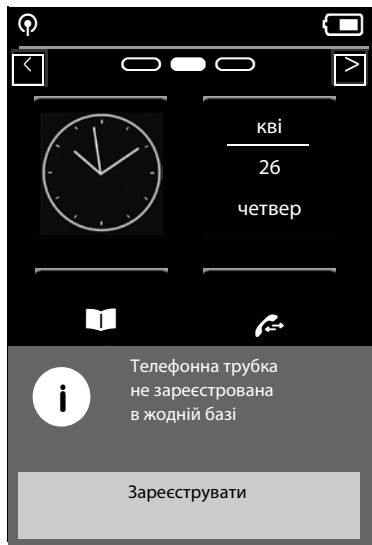 кві
26
четвер
Телефонна трубка
не зареєстрована
в жодній базі
Зареєструвати